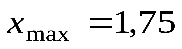 x_max = 1,75